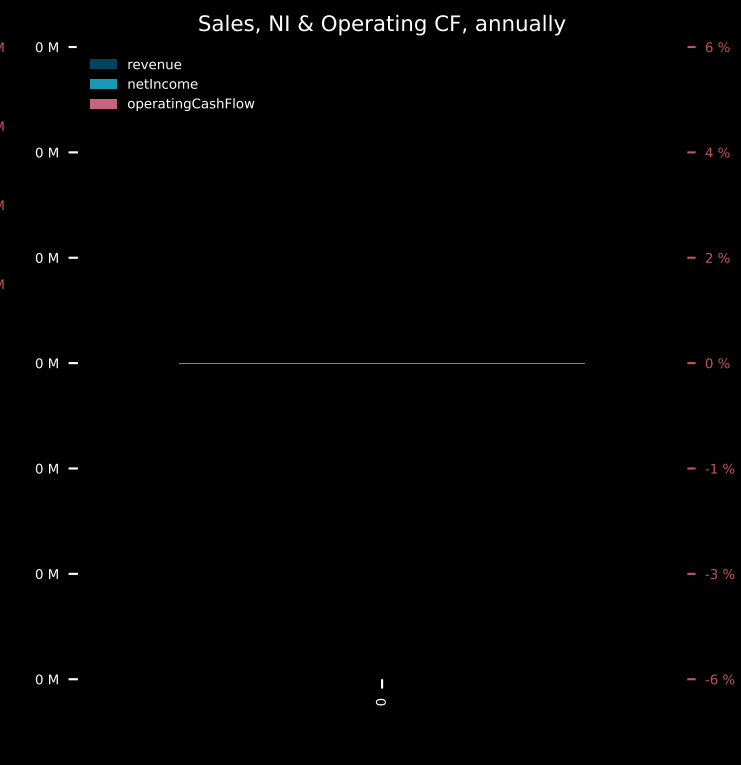 Sales, NI & Operating CF, annually
M
0 M
6 %
revenue
netIncome
operatingCashFlow
M
0 M
4 %
M
0 M
2 %
M
0 M
0 %
0 M
-1 %
0 M
-3 %
0 M
-6 %
0